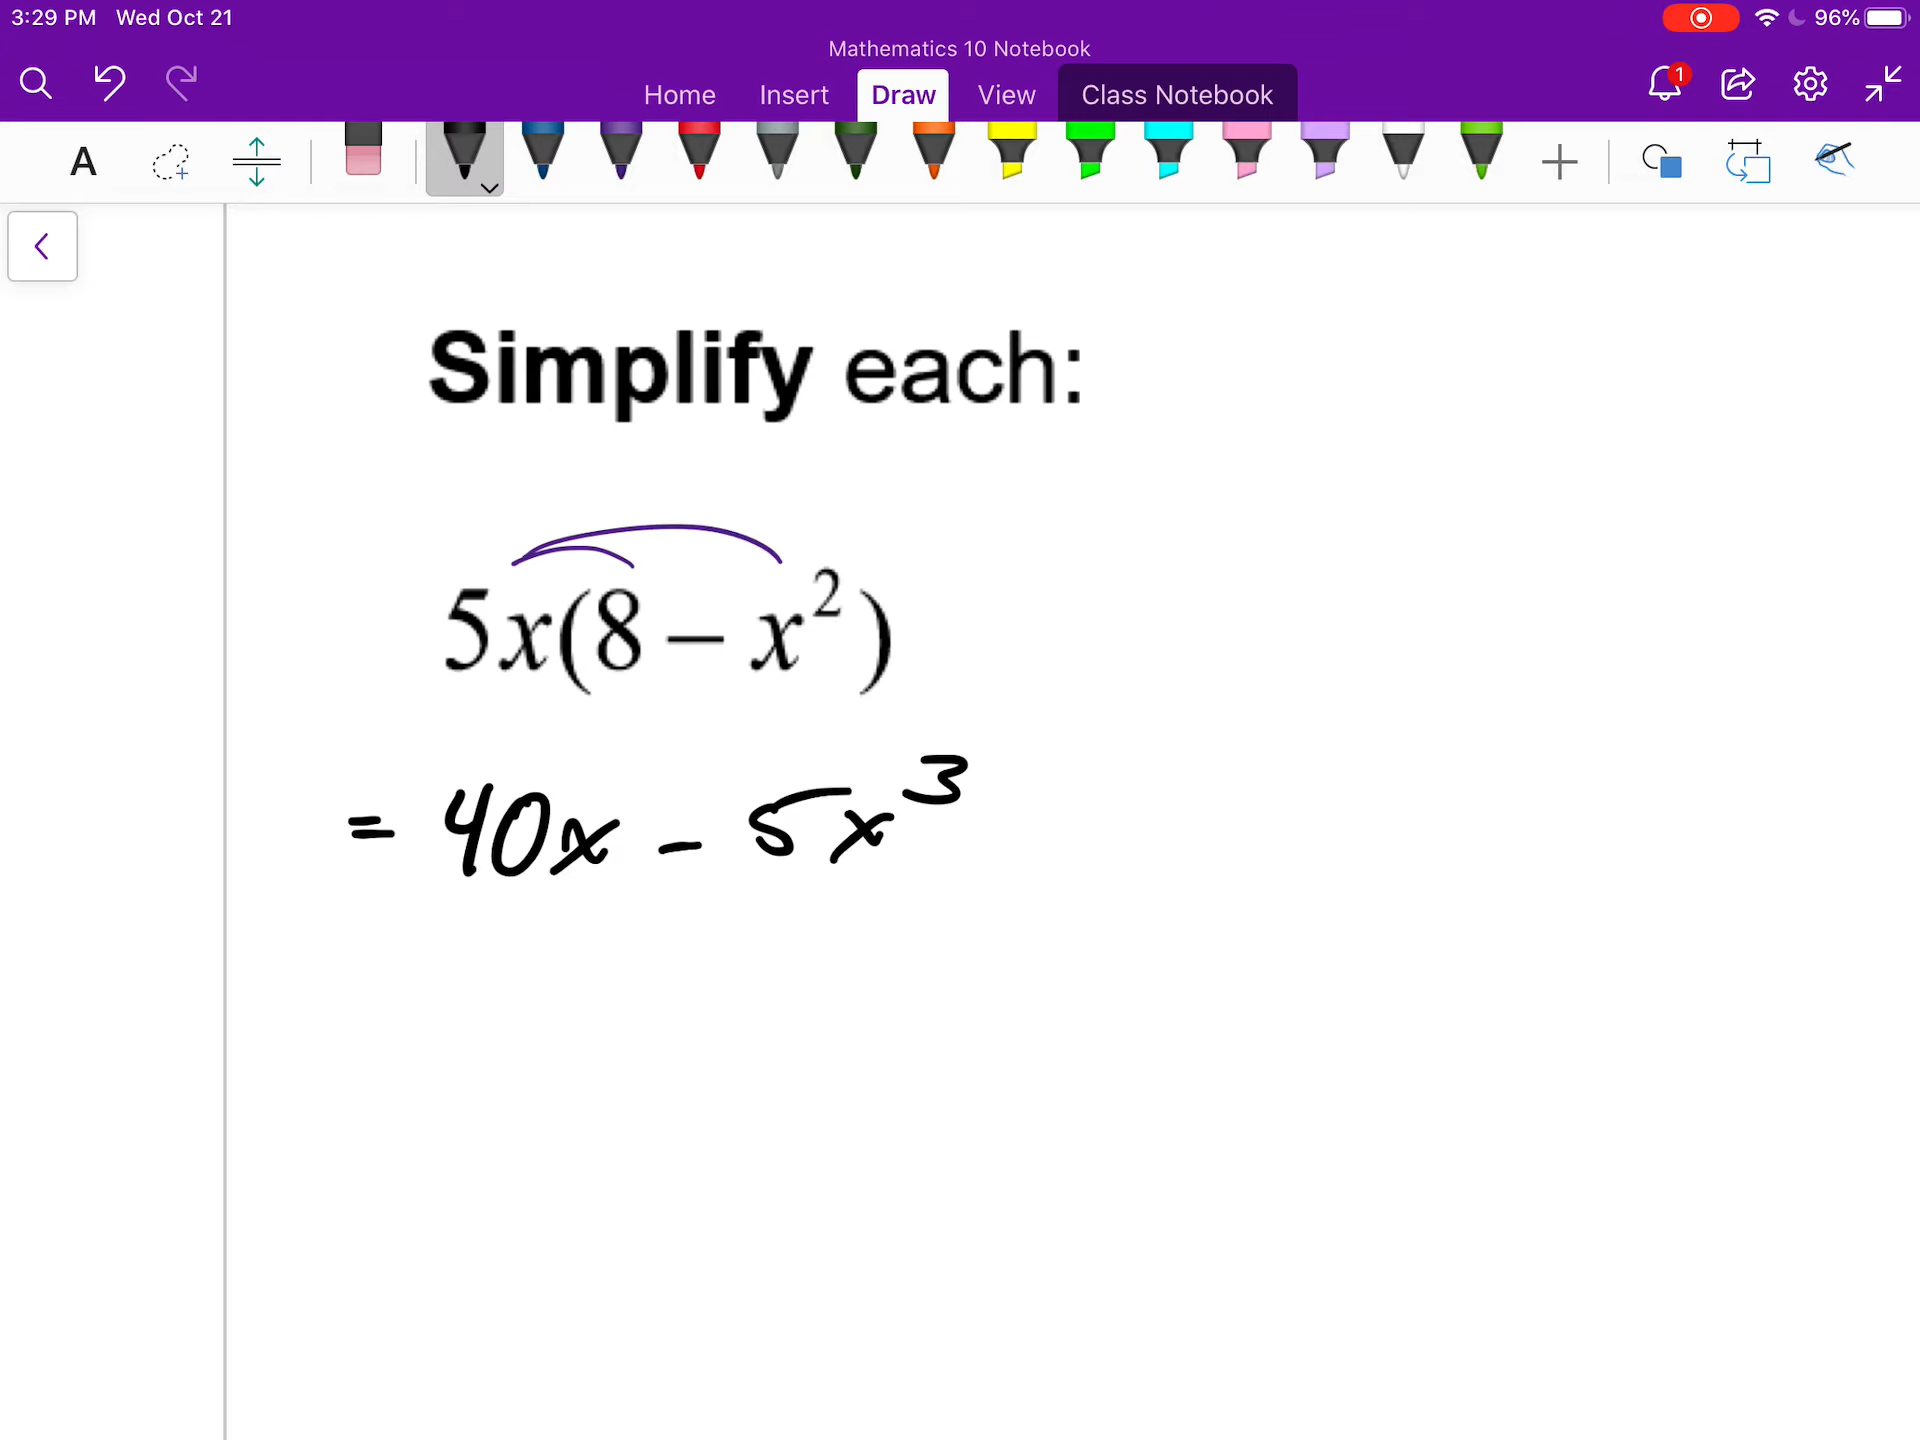 3:29 PM Wed Oct 21
96%
Mathematics 10 Notebook
Home Insert Draw View Class Notebook
1
A
Simplify each:
5x(8 – x²)
= 40x - 5x³